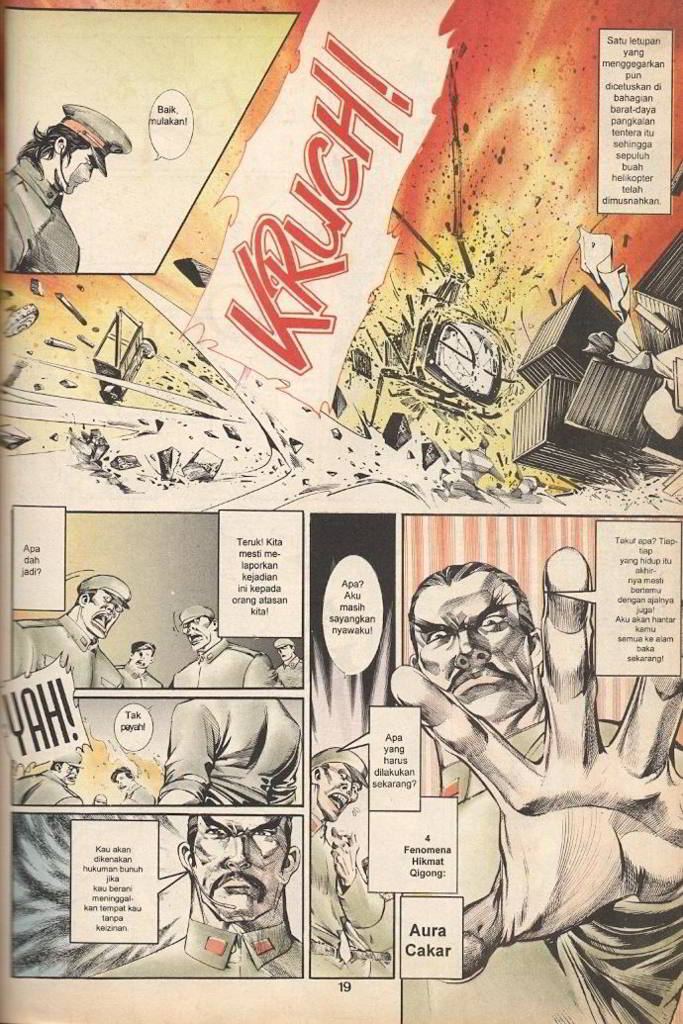 Baik,
mulakan!
KRUCH!!
Satu letupan
yang
menggegarkan
pun
dicetuskan di
bahagian
barat-daya
pangkalan
tentera itu
sehingga
sepuluh
buah
helikopter
telah
dimusnahkan.
Apa
dah
jadi?
Teruk! Kita
mesti me-
laporkan
kejadian
ini kepada
orang atasan
kita!
YAH!
Tak
payah!
Kau akan
dikenakan
hukuman bunuh
jika
kau berani
meninggal-
kan tempat kau
tanpa
keizinan.
Apa?
Aku
masih
sayangkan
nyawaku!
Apa
yang
harus
dilakukan
sekarang?
Takut apa? Tiap-
tiap
yang hidup itu
akhir-
nya mesti
bertemu
dengan ajalnya
juga!
Aku akan hantar
kamu
semua ke alam
baka
sekarang!
4
Fenomena
Hikmat
Qigong:
Aura
Cakar
19